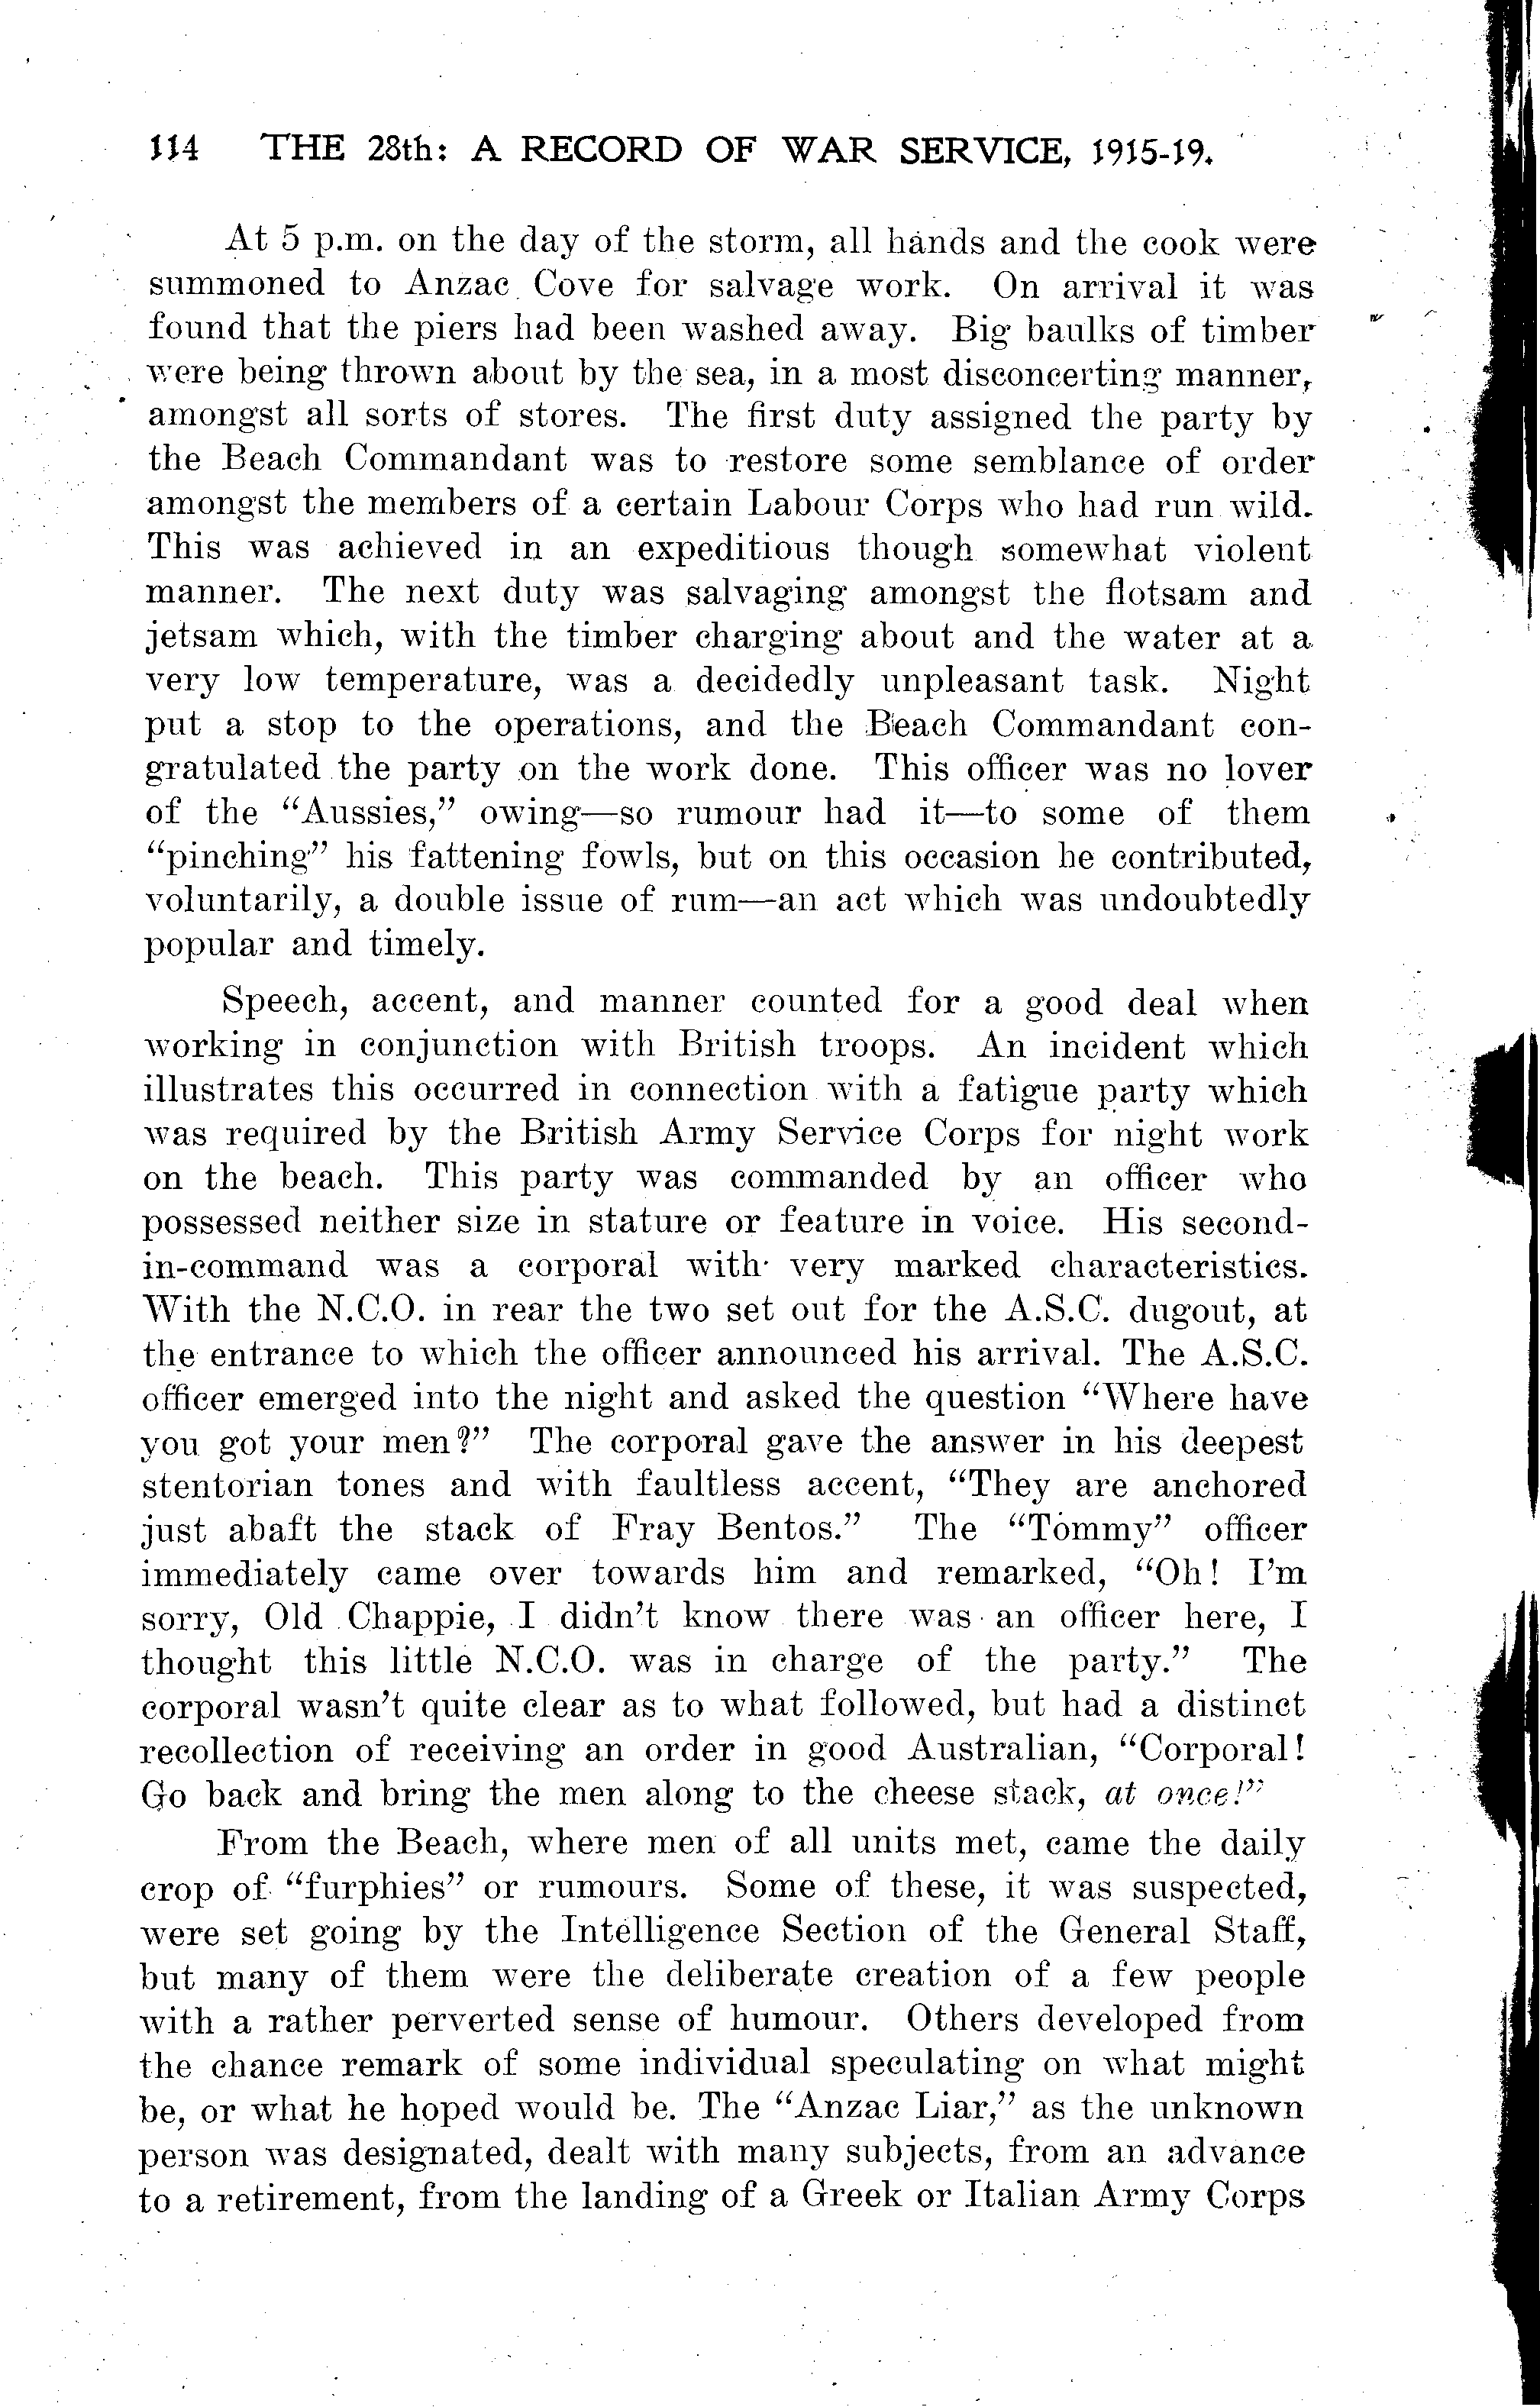 114 THE 28th: A RECORD OF WAR SERVICE, 1915-19.
At 5 p.m. on the day of the storm, all hands and the cook were
summoned to Anzac Cove for salvage work. On arrival it was
found that the piers had been washed away. Big baulks of timber
were being thrown about by the sea, in a most disconcerting manner,
amongst all sorts of stores. The first duty assigned the party by
the Beach Commandant was to restore some semblance of order
amongst the members of a certain Labour Corps who had run wild.
This was achieved in an expeditious though somewhat violent
manner. The next duty was salvaging amongst the flotsam and
jetsam which, with the timber charging about and the water at a
very low temperature, was a decidedly unpleasant task. Night
put a stop to the operations, and the Beach Commandant con-
gratulated the party on the work done. This officer was no lover
of the “Aussies,” owing—so rumour had it—to some of them
“pinching” his fattening fowls, but on this occasion he contributed,
voluntarily, a double issue of rum—an act which was undoubtedly
popular and timely.
Speech, accent, and manner counted for a good deal when
working in conjunction with British troops. An incident which
illustrates this occurred in connection with a fatigue party which
was required by the British Army Service Corps for night work
on the beach. This party was commanded by an officer who
possessed neither size in stature or feature in voice. His second-
in-command was a corporal with very marked characteristics.
With the N.C.O. in rear the two set out for the A.S.C. dugout, at
the entrance to which the officer announced his arrival. The A.S.C.
officer emerged into the night and asked the question “Where have
you got your men?” The corporal gave the answer in his deepest
stentorian tones and with faultless accent, “They are anchored
just abaft the stack of Fray Bentos.” The “Tommy” officer
immediately came over towards him and remarked, “Oh! I’m
sorry, Old Chappie, I didn’t know there was an officer here, I
thought this little N.C.O. was in charge of the party.” The
corporal wasn’t quite clear as to what followed, but had a distinct
recollection of receiving an order in good Australian, “Corporal!
Go back and bring the men along to the cheese stack, at once!”
From the Beach, where men of all units met, came the daily
crop of “furphies” or rumours. Some of these, it was suspected,
were set going by the Intelligence Section of the General Staff,
but many of them were the deliberate creation of a few people
with a rather perverted sense of humour. Others developed from
the chance remark of some individual speculating on what might
be, or what he hoped would be. The “Anzac Liar,” as the unknown
person was designated, dealt with many subjects, from an advance
to a retirement, from the landing of a Greek or Italian Army Corps